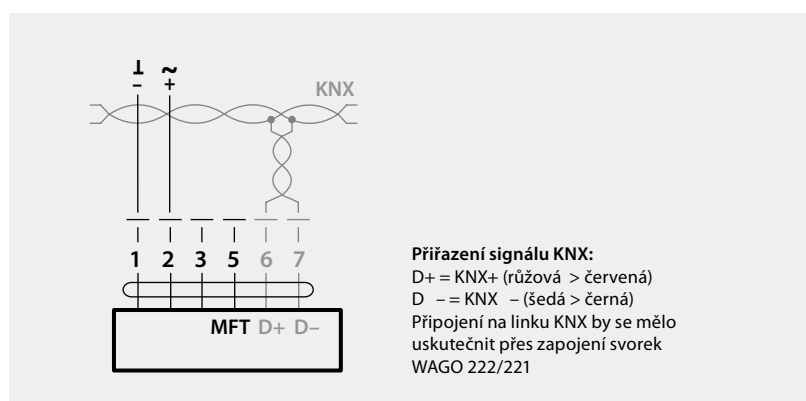 ⊥ ~
– +
KNX
1 2 3 5 6 7
MFT D+ D–
Přiřazení signálu KNX:
D+ = KNX+ (růžová > červená)
D – = KNX – (šedá > černá)
Připojení na linku KNX by se mělo
uskutečnit přes zapojení svorek
WAGO 222/221